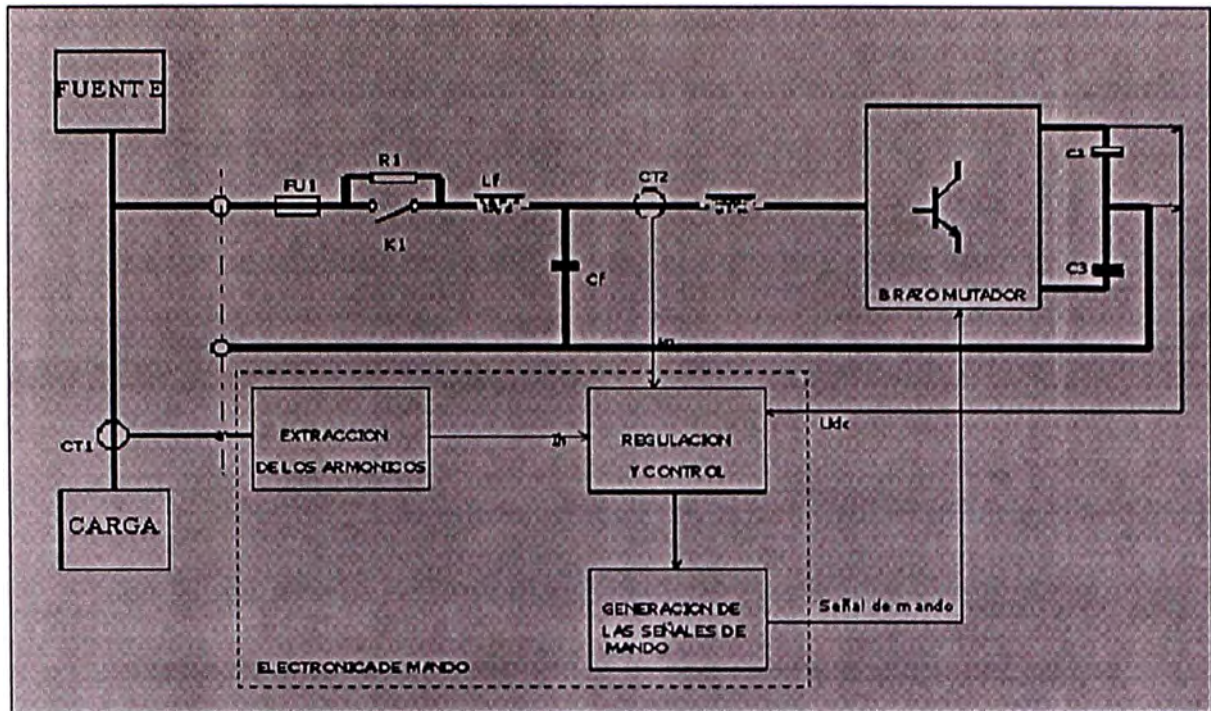 FUENTE
R1
FU1
Lf
CT2
K1
Cf
C3
BRAZO MUTADOR
CT1
EXTRACCION
DE LOS ARMONICOS
Ih
REGULACION
Y CONTROL
Udc
CARGA
GENERACION DE
LAS SEÑALES DE
MANDO
Señal de mando
ELECTRONICA DE MANDO